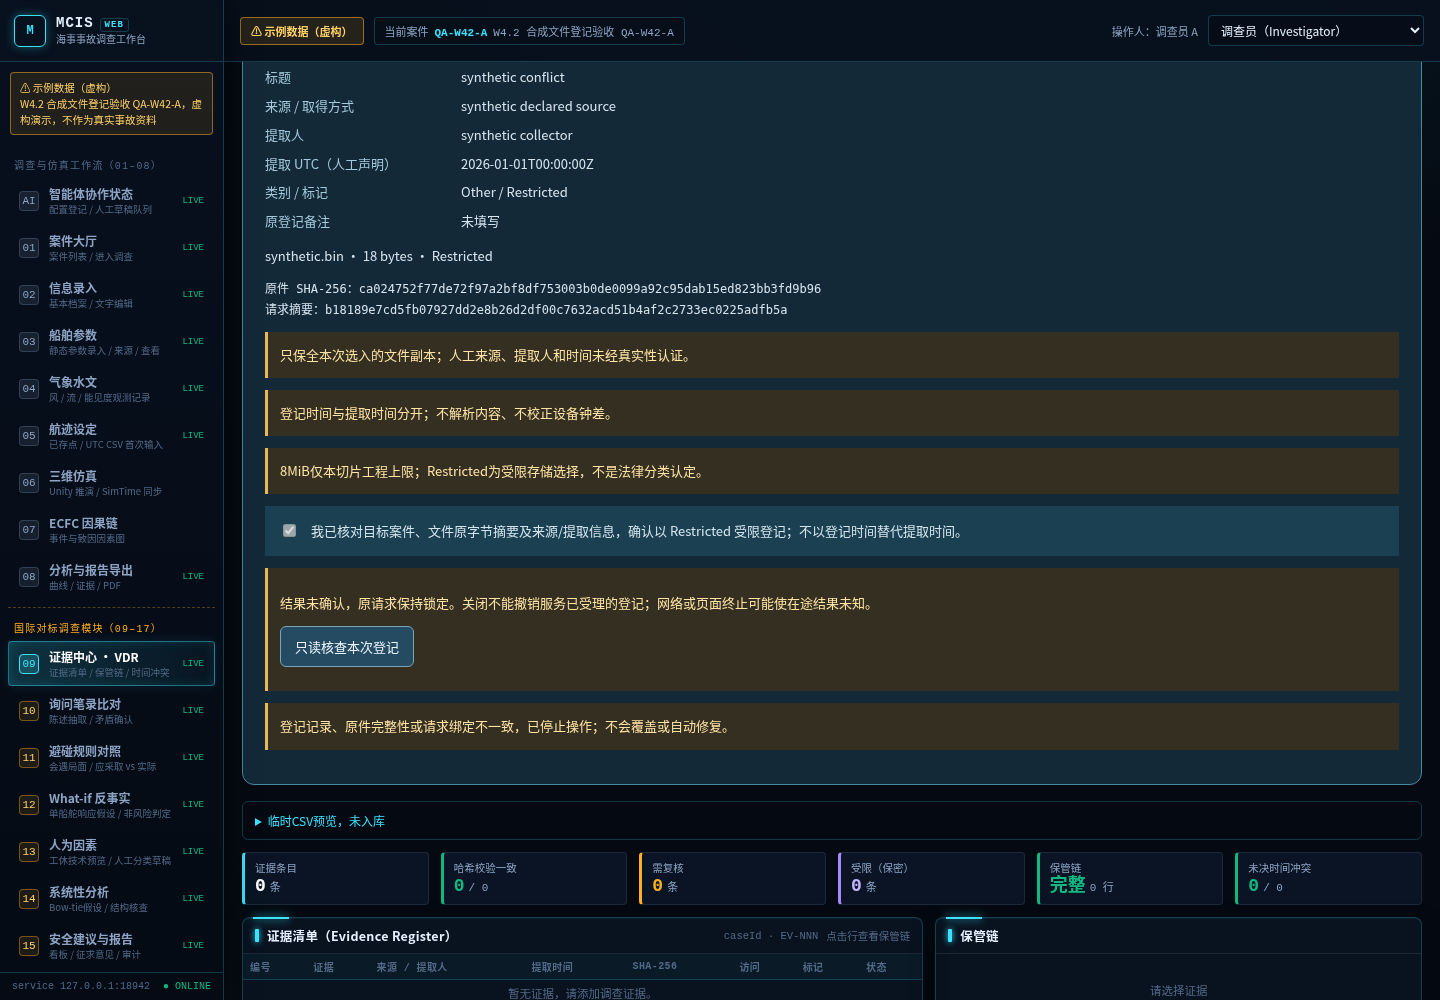 M
MCIS WEB
海事事故调查工作台
⚠ 示例数据（虚构）
当前案件 QA-W42-A W4.2 合成文件登记验收 QA-W42-A
操作人：调查员 A
调查员（Investigator）
⚠ 示例数据（虚构）
W4.2 合成文件登记验收 QA-W42-A，虚
构演示，不作为真实事故资料
调查与仿真工作流（01–08）
AI 智能体协作状态 LIVE
配置登记 / 人工草稿队列
01 案件大厅 LIVE
案件列表 / 进入调查
02 信息录入 LIVE
基本档案 / 文字编辑
03 船舶参数 LIVE
静态参数录入 / 来源 / 查看
04 气象水文 LIVE
风 / 流 / 能见度观测记录
05 航迹设定 LIVE
已存点 / UTC CSV 首次输入
06 三维仿真
Unity 推演 / SimTime 同步
07 ECFC 因果链
事件与致因因素图
08 分析与报告导出 LIVE
曲线 / 证据 / PDF
国际对标调查模块（09–17）
09 证据中心 · VDR LIVE
证据清单 / 保管链 / 时间冲突
10 询问笔录比对 LIVE
陈述抽取 / 矛盾确认
11 避碰规则对照 LIVE
会遇局面 / 应采取 vs 实际
12 What-if 反事实 LIVE
单船舵响应假设 / 非风险判定
13 人为因素 LIVE
工休技术预览 / 人工分类草稿
14 系统性分析 LIVE
Bow-tie假设 / 结构核查
15 安全建议与报告 LIVE
看板 / 征求意见 / 审计
service 127.0.0.1:18942 ● ONLINE
标题 synthetic conflict
来源 / 取得方式 synthetic declared source
提取人 synthetic collector
提取 UTC（人工声明） 2026-01-01T00:00:00Z
类别 / 标记 Other / Restricted
原登记备注 未填写
synthetic.bin · 18 bytes · Restricted
原件 SHA-256：ca024752f77de72f97a2bf8df753003b0de0099a92c95dab15ed823bb3fd9b96
请求摘要：b18189e7cd5fb07927dd2e8b26d2df00c7632acd51b4af2c2733ec0225adfb5a
只保全本次选入的文件副本；人工来源、提取人和时间未经真实性认证。
登记时间与提取时间分开；不解析内容、不校正设备钟差。
8MiB仅本切片工程上限；Restricted为受限存储选择，不是法律分类认定。
我已核对目标案件、文件原字节摘要及来源/提取信息，确认以 Restricted 受限登记；不以登记时间替代提取时间。
结果未确认，原请求保持锁定。关闭不能撤销服务已受理的登记；网络或页面终止可能使在途结果未知。
只读核查本次登记
登记记录、原件完整性或请求绑定不一致，已停止操作；不会覆盖或自动修复。
▶ 临时CSV预览，未入库
证据条目
0 条
哈希校验一致
0 / 0
需复核
0 条
受限（保密）
0 条
保管链
完整 0 行
未决时间冲突
0 / 0
证据清单（Evidence Register） caseId · EV-NNN 点击行查看保管链
编号 证据 来源 / 提取人 提取时间 SHA-256 访问 标记 状态
暂无证据，请添加调查证据。
保管链
请选择证据